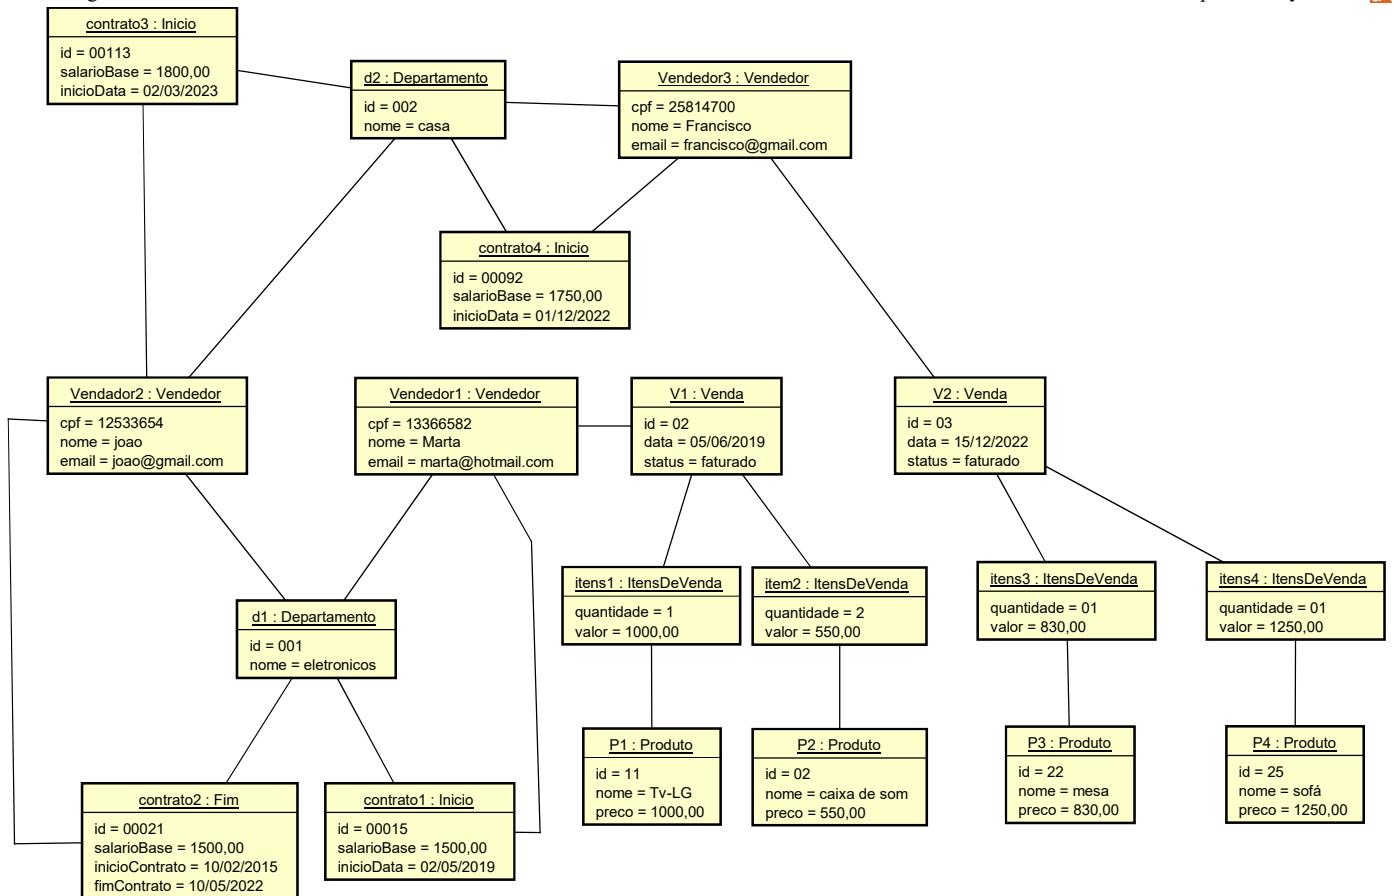 contrato3 : Inicio
id = 00113
salarioBase = 1800,00
inicioData = 02/03/2023
d2 : Departamento
id = 002
nome = casa
Vendedor3 : Vendedor
cpf = 25814700
nome = Francisco
email = francisco@gmail.com
contrato4 : Inicio
id = 00092
salarioBase = 1750,00
inicioData = 01/12/2022
Vendador2 : Vendedor
cpf = 12533654
nome = joao
email = joao@gmail.com
Vendedor1 : Vendedor
cpf = 13366582
nome = Marta
email = marta@hotmail.com
V1 : Venda
id = 02
data = 05/06/2019
status = faturado
V2 : Venda
id = 03
data = 15/12/2022
status = faturado
d1 : Departamento
id = 001
nome = eletronicos
itens1 : ItensDeVenda
quantidade = 1
valor = 1000,00
item2 : ItensDeVenda
quantidade = 2
valor = 550,00
itens3 : ItensDeVenda
quantidade = 01
valor = 830,00
itens4 : ItensDeVenda
quantidade = 01
valor = 1250,00
contrato2 : Fim
id = 00021
salarioBase = 1500,00
inicioContrato = 10/02/2015
fimContrato = 10/05/2022
contrato1 : Inicio
id = 00015
salarioBase = 1500,00
inicioData = 02/05/2019
P1 : Produto
id = 11
nome = Tv-LG
preco = 1000,00
P2 : Produto
id = 02
nome = caixa de som
preco = 550,00
P3 : Produto
id = 22
nome = mesa
preco = 830,00
P4 : Produto
id = 25
nome = sofá
preco = 1250,00